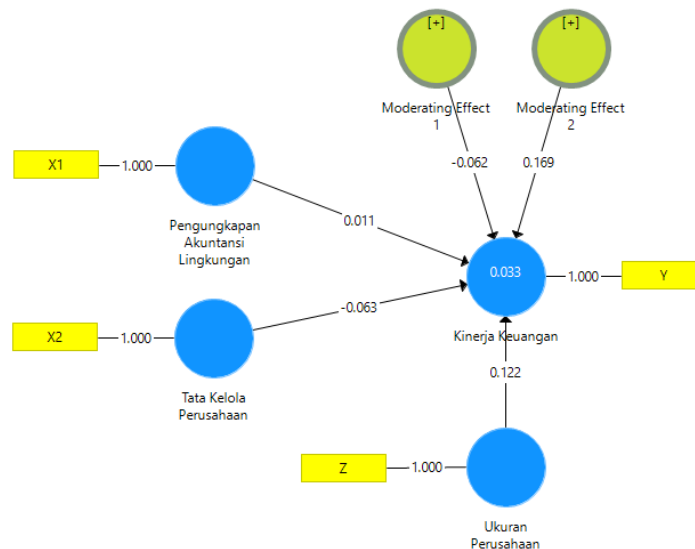 [+]
[+]
Moderating Effect
1
Moderating Effect
2
X1
1.000
-0.062
0.169
Pengungkapan
Akuntansi
Lingkungan
0.011
0.033
1.000
Y
X2
1.000
-0.063
Kinerja Keuangan
Tata Kelola
Perusahaan
0.122
Z
1.000
Ukuran
Perusahaan